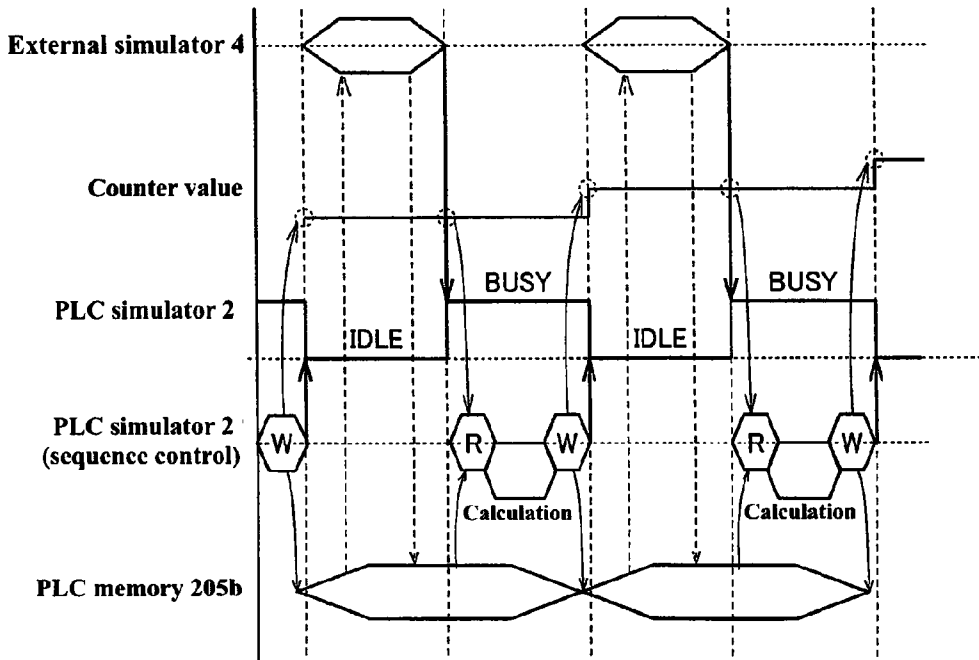 External simulator 4
Counter value
BUSY
BUSY
PLC simulator 2
IDLE
IDLE
PLC simulator 2
(sequence control)
W
R
W
R
W
Calculation
Calculation
PLC memory 205b